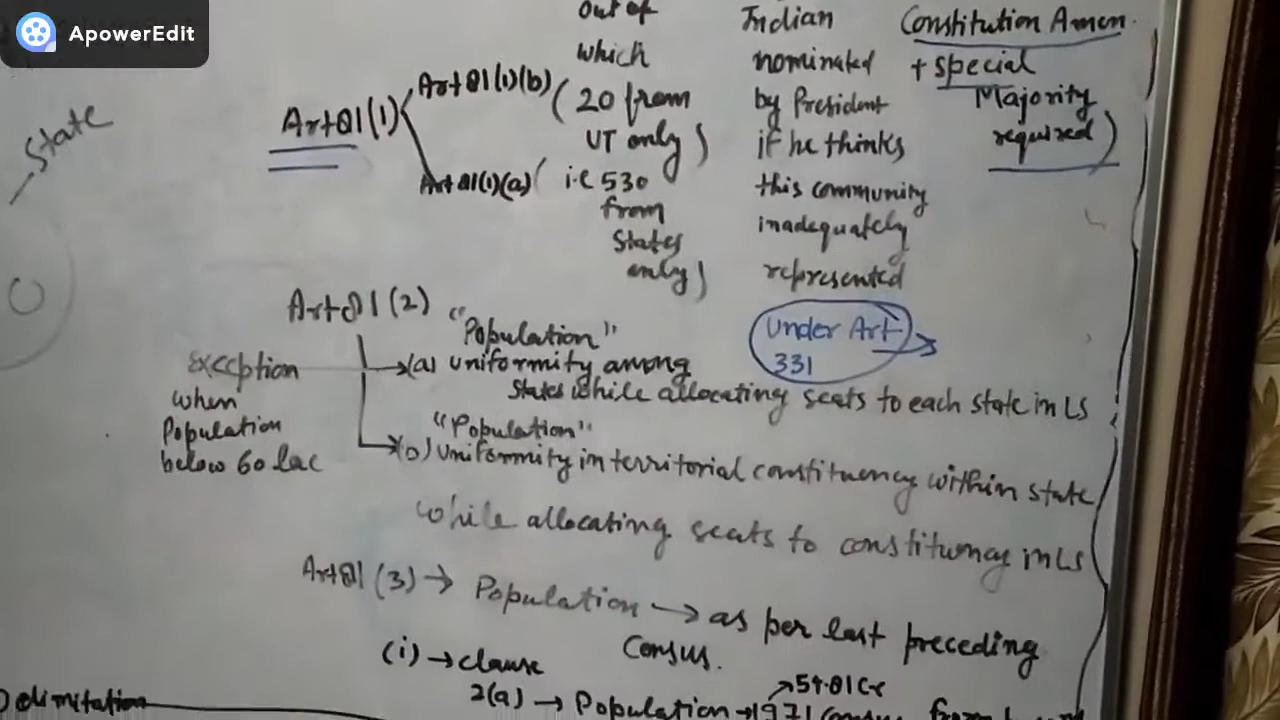 ApowerEdit
out of
which
Art 81(1)(b) ( 20 from
UT only )
Art 81(1)
Art 81(1)(a) ( i.e 530
from
States
only )
Indian
nominated
by President
if he thinks
this community
inadequately
represented
Under Art
331
Constitution Amen.
+ special
Majority
required )
State
Art 81(2)
"Population"
(a) uniformity among
States while allocating seats to each state in LS
Exception
when
Population
below 60 lac
"Population"
(b) Uniformity in territorial constituency within state
while allocating seats to constituency in LS
Art 81 (3) → Population → as per last preceding
Census.
(i) → clause
2(a) → Population → 1971 Census from
54.81 Cr
Delimitation